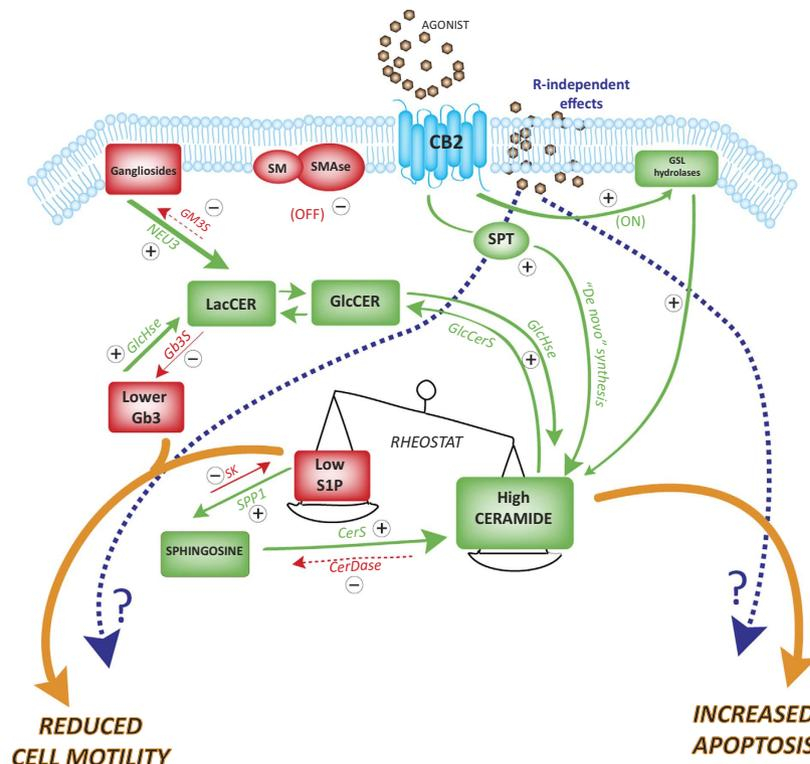 AGONIST
R-independent
effects
CB2
Gangliosides
SM
SMAse
GSL
hydrolases
(OFF)
−
−
+
(ON)
GM3S
NEU3
+
SPT
+
LacCER
GlcCER
"De novo" synthesis
+
GlcHse
GlcCerS
+
GlcHse
+
Gb3S
−
Lower
Gb3
RHEOSTAT
Low
S1P
− SK
SPP1
+
High
CERAMIDE
SPHINGOSINE
CerS +
CerDase
−
?
?
REDUCED
CELL MOTILITY
INCREASED
APOPTOSIS